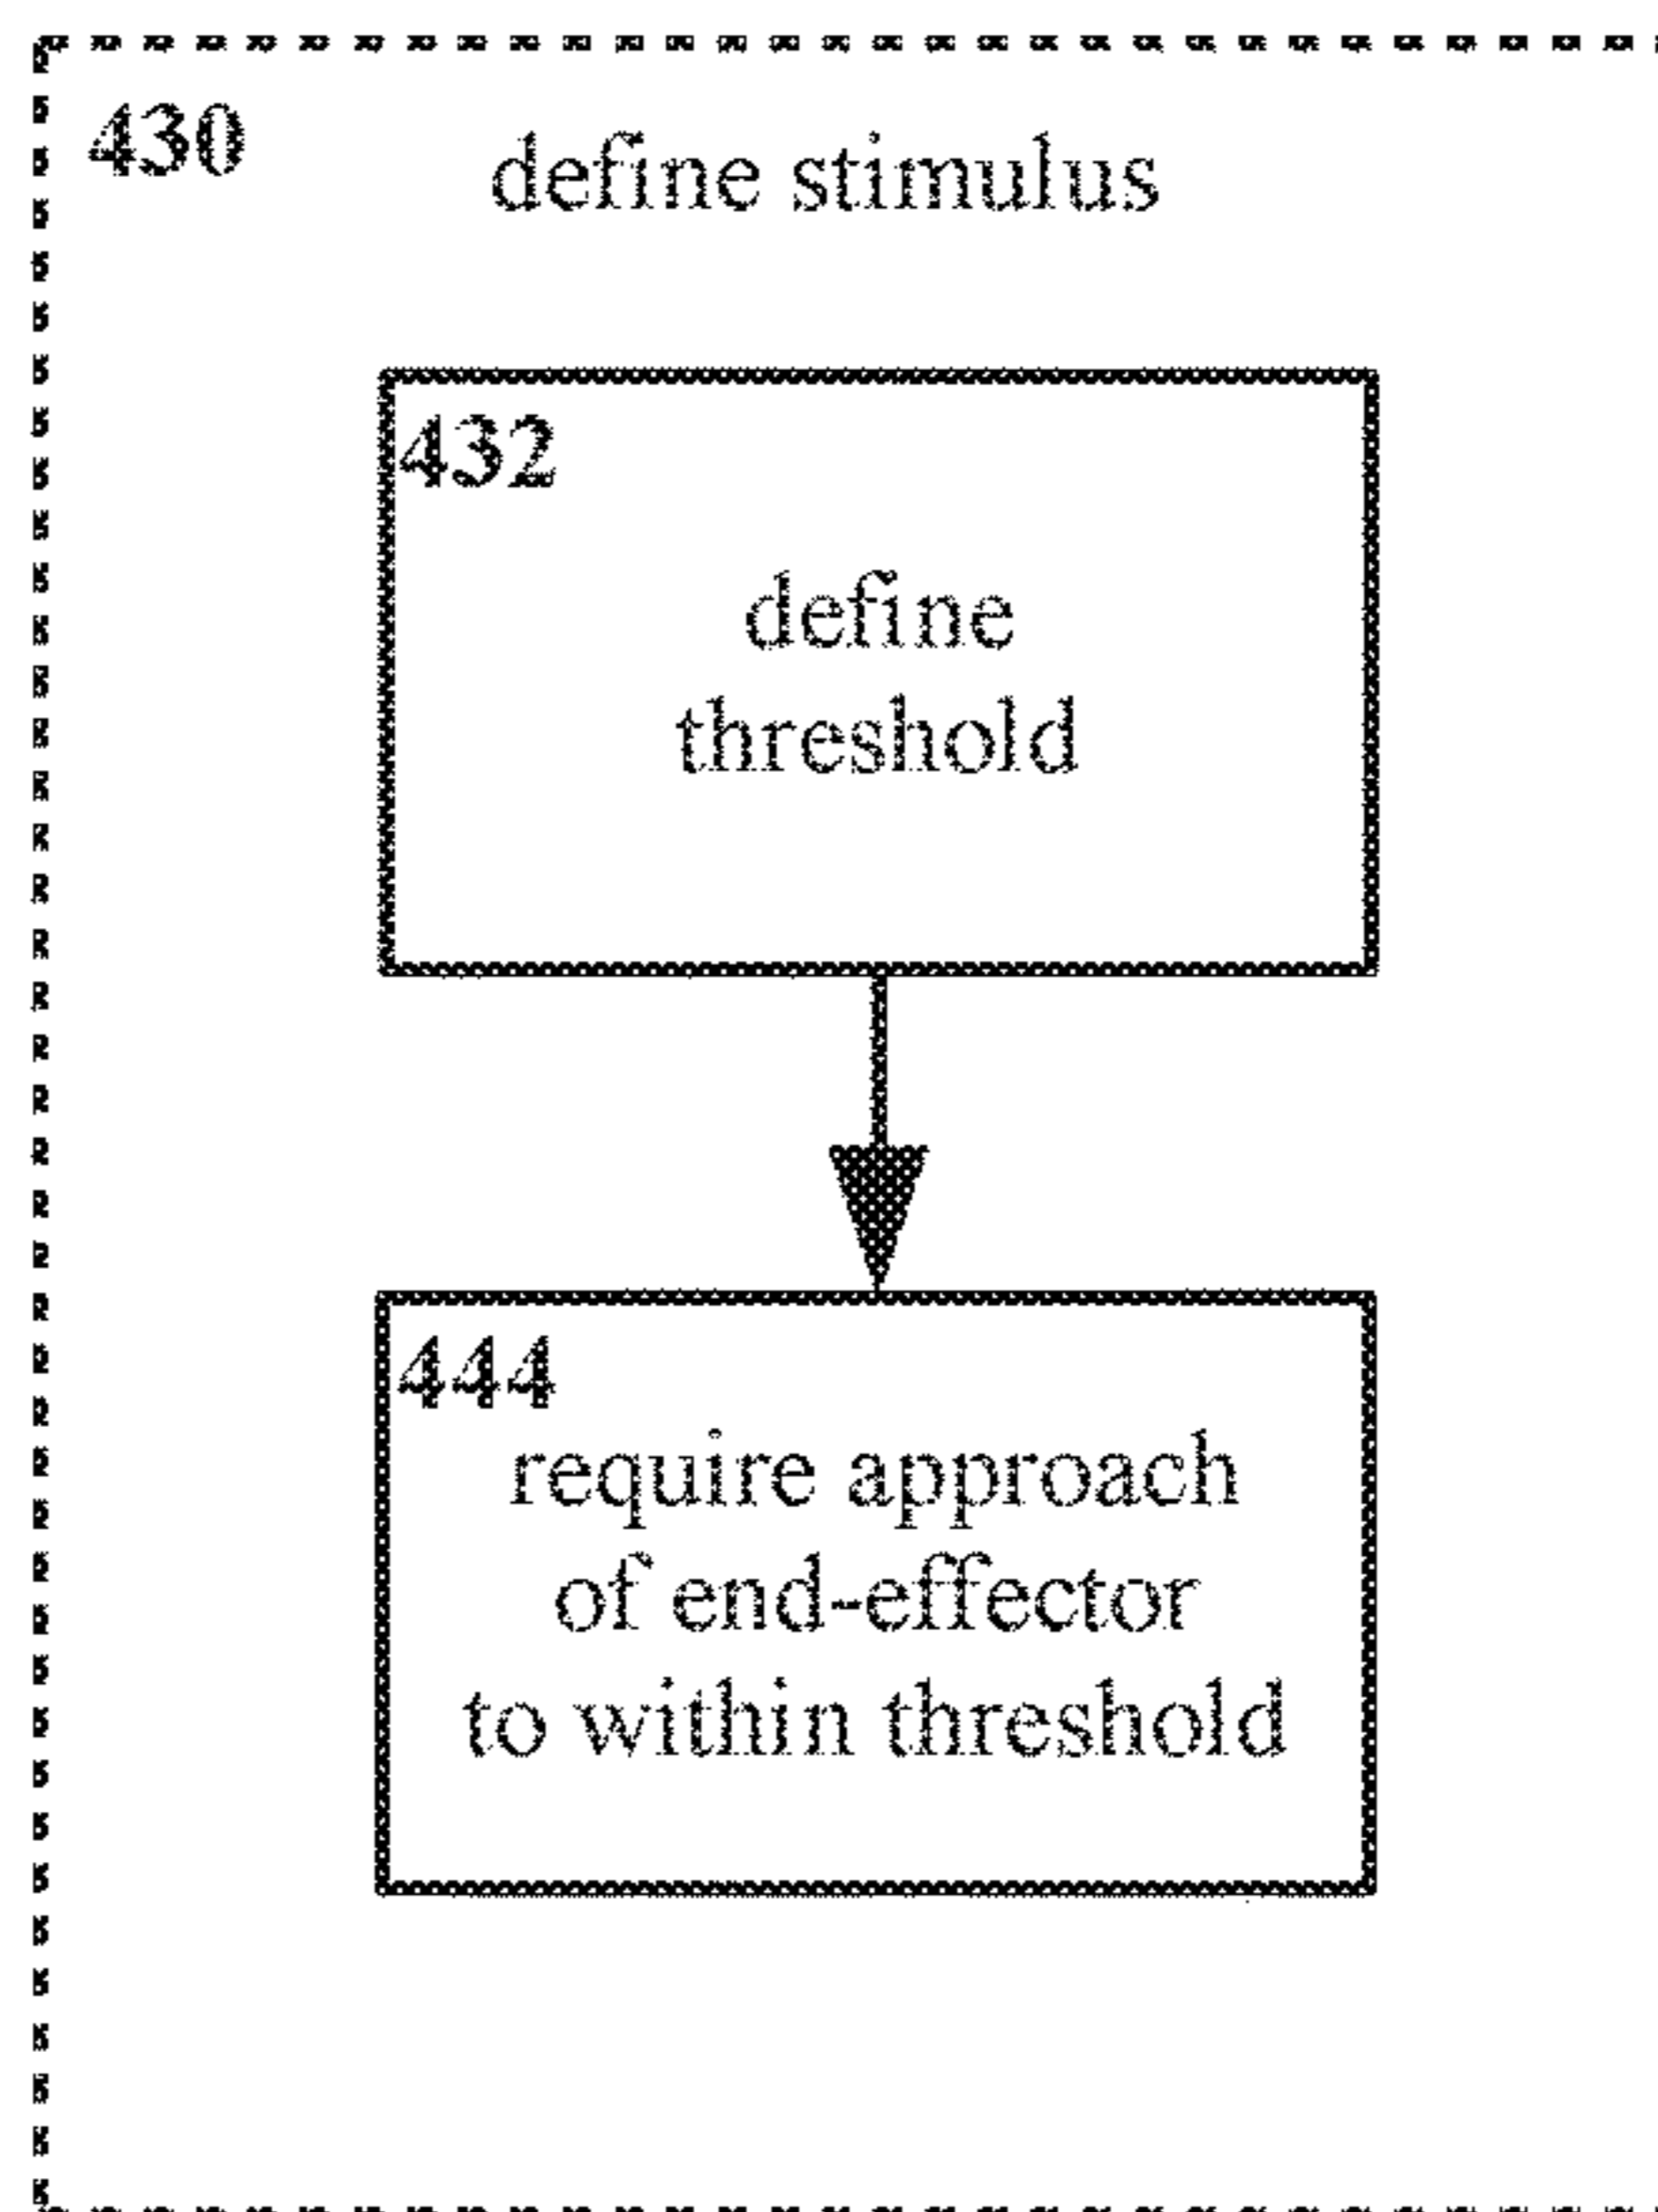 430
define stimulus
432
define
threshold
444
require approach
of end-effector
to within threshold